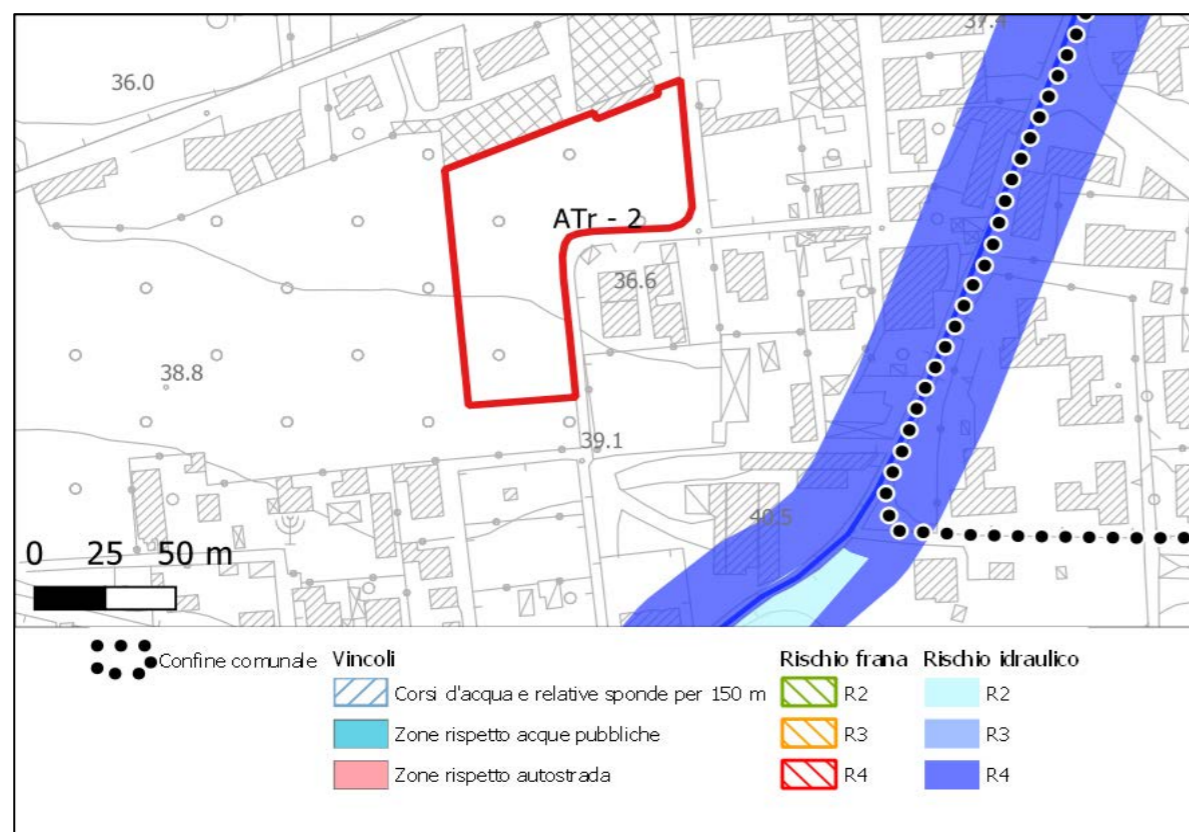 37.4
36.0
ATr - 2
36.6
38.8
39.1
40.5
0 25 50 m
Confine comunale
Vincoli
Corsi d'acqua e relative sponde per 150 m
Zone rispetto acque pubbliche
Zone rispetto autostrada
Rischio frana
R2
R3
R4
Rischio idraulico
R2
R3
R4